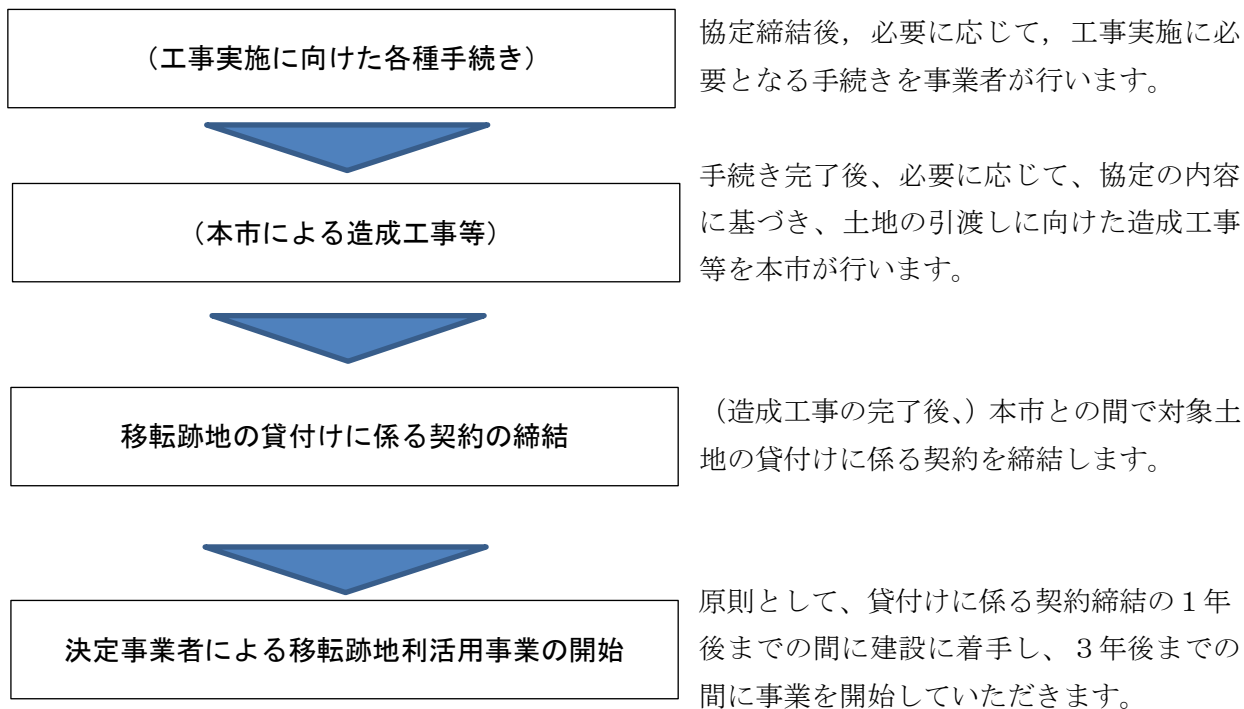 （工事実施に向けた各種手続き）
協定締結後，必要に応じて，工事実施に必
要となる手続きを事業者が行います。
（本市による造成工事等）
手続き完了後、必要に応じて、協定の内容
に基づき、土地の引渡しに向けた造成工事
等を本市が行います。
移転跡地の貸付けに係る契約の締結
（造成工事の完了後、）本市との間で対象土
地の貸付けに係る契約を締結します。
決定事業者による移転跡地利活用事業の開始
原則として、貸付けに係る契約締結の１年
後までの間に建設に着手し、３年後までの
間に事業を開始していただきます。